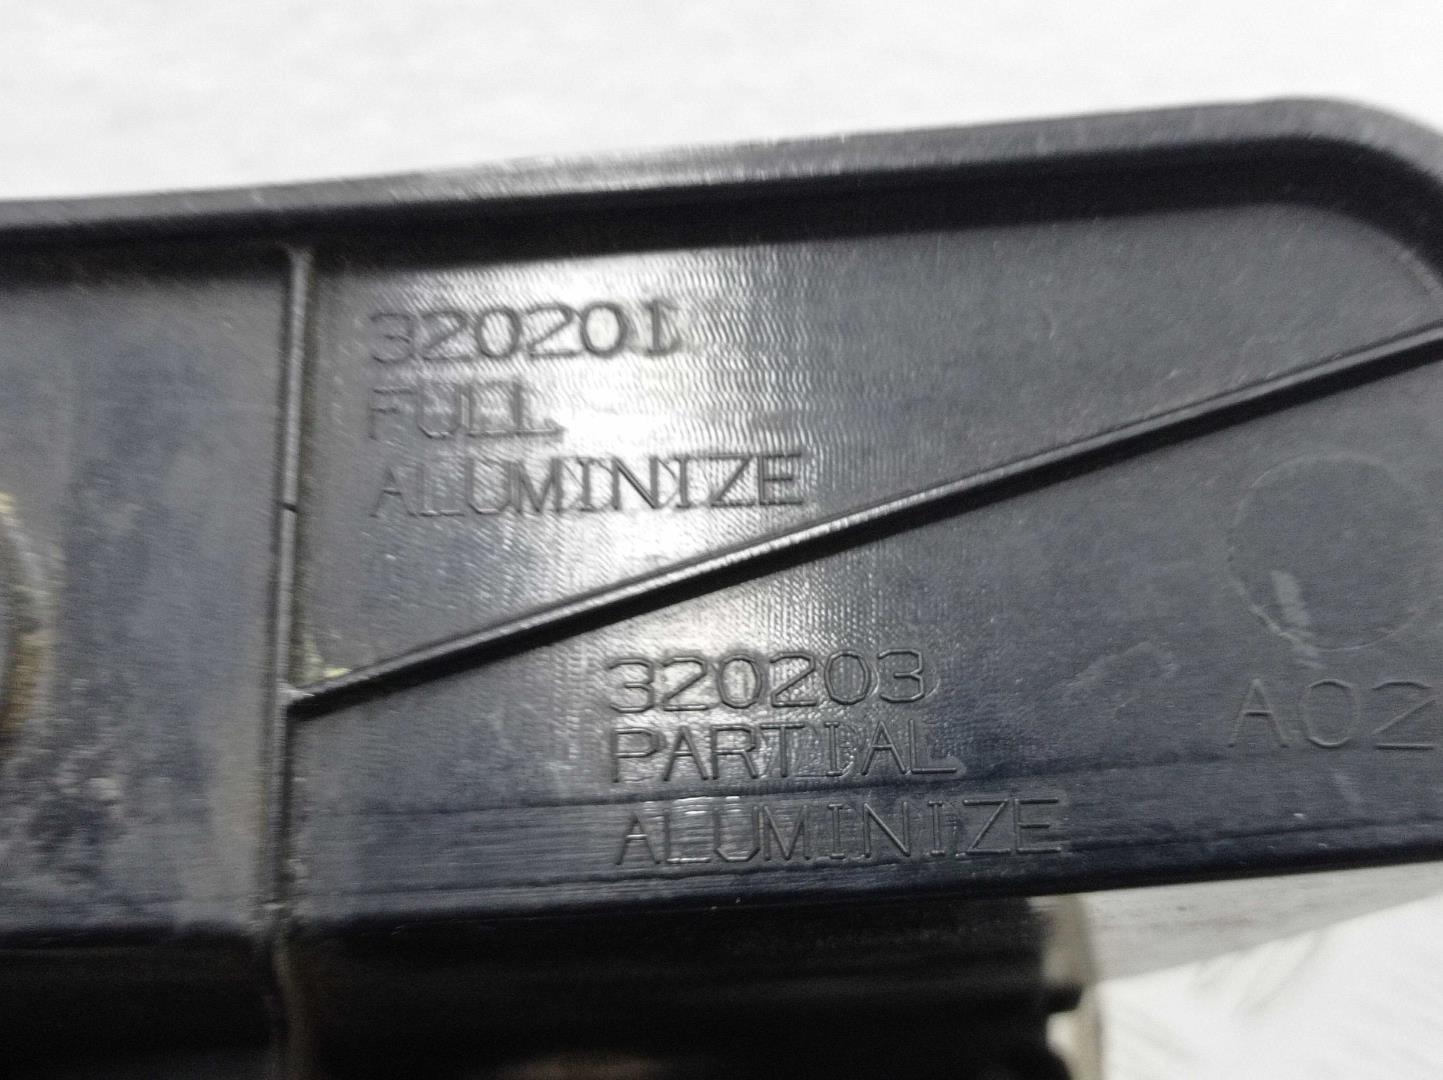 320201
FULL
ALUMINIZE
320203
PARTIAL
ALUMINIZE
A02